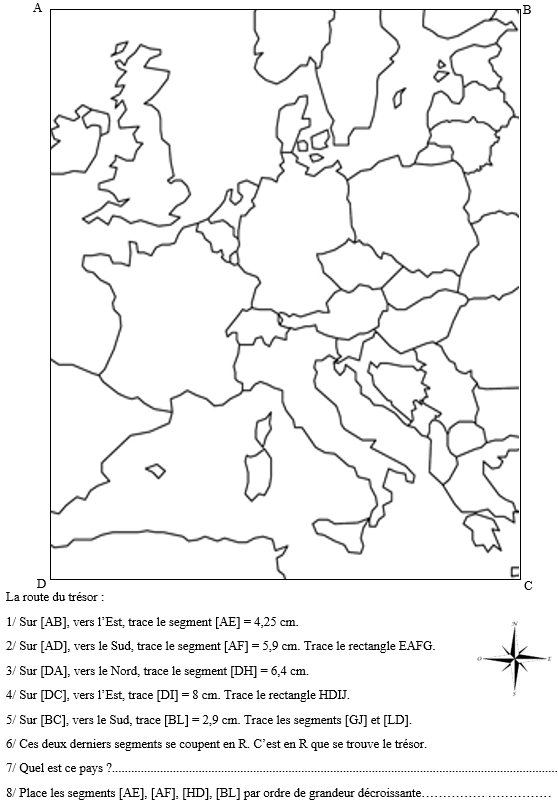 A
B
D
C
La route du trésor :
1/ Sur [AB], vers l’Est, trace le segment [AE] = 4,25 cm.
2/ Sur [AD], vers le Sud, trace le segment [AF] = 5,9 cm. Trace le rectangle EAFG.
3/ Sur [DA], vers le Nord, trace le segment [DH] = 6,4 cm.
4/ Sur [DC], vers l’Est, trace [DI] = 8 cm. Trace le rectangle HDIJ.
5/ Sur [BC], vers le Sud, trace [BL] = 2,9 cm. Trace les segments [GJ] et [LD].
6/ Ces deux derniers segments se coupent en R. C’est en R que se trouve le trésor.
7/ Quel est ce pays ?
8/ Place les segments [AE], [AF], [HD], [BL] par ordre de grandeur décroissante
N
O
E
S